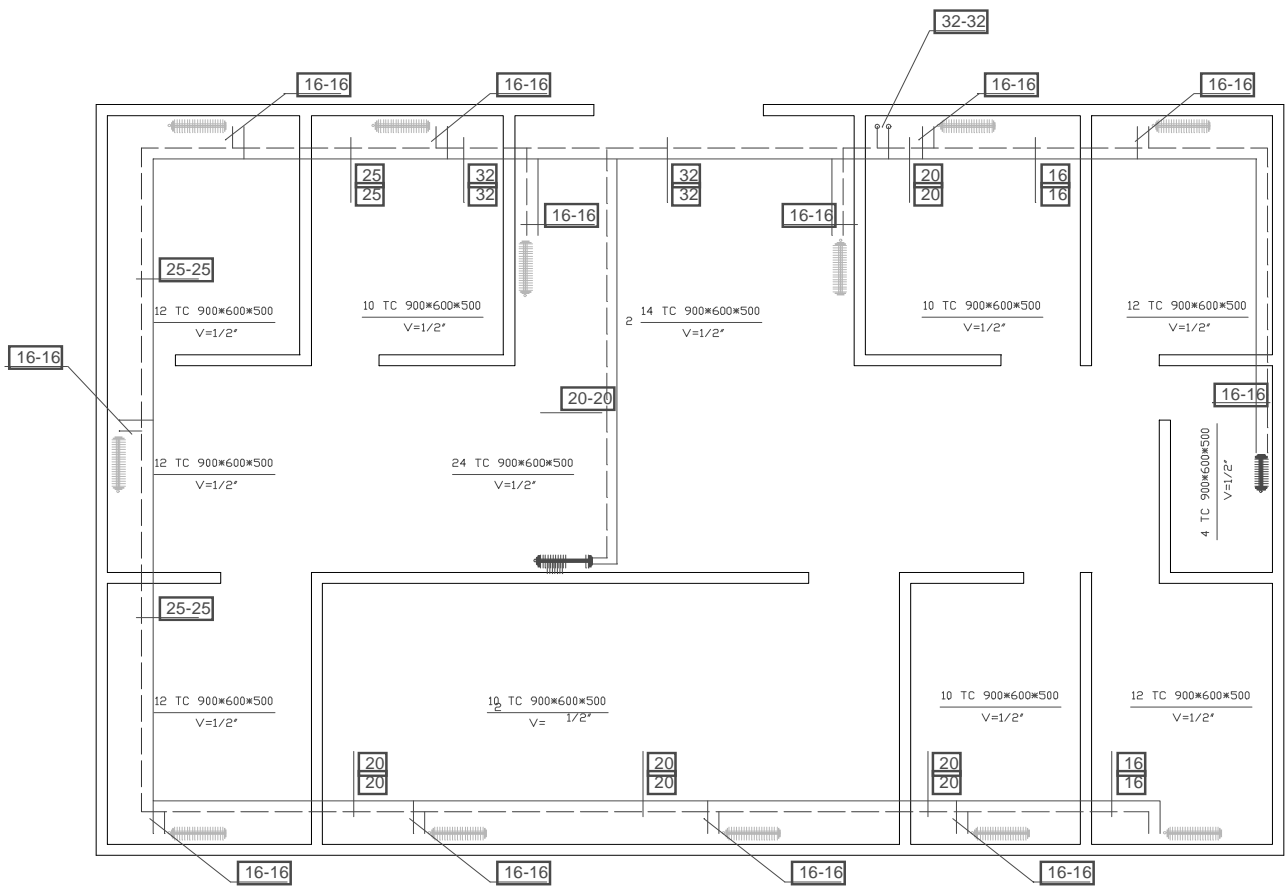 32-32
16-16
16-16
16-16
16-16
25
25
32
32
32
32
20
20
16
16
16-16
16-16
25-25
12 TC 900*600*500
V=1/2"
10 TC 900*600*500
V=1/2"
2
14 TC 900*600*500
V=1/2"
10 TC 900*600*500
V=1/2"
12 TC 900*600*500
V=1/2"
16-16
20-20
16-16
12 TC 900*600*500
V=1/2"
24 TC 900*600*500
V=1/2"
4 TC 900*600*500
V=1/2"
25-25
12 TC 900*600*500
V=1/2"
10 TC 900*600*500
2
V= 1/2"
10 TC 900*600*500
V=1/2"
12 TC 900*600*500
V=1/2"
20
20
20
20
20
20
16
16
16-16
16-16
16-16
16-16